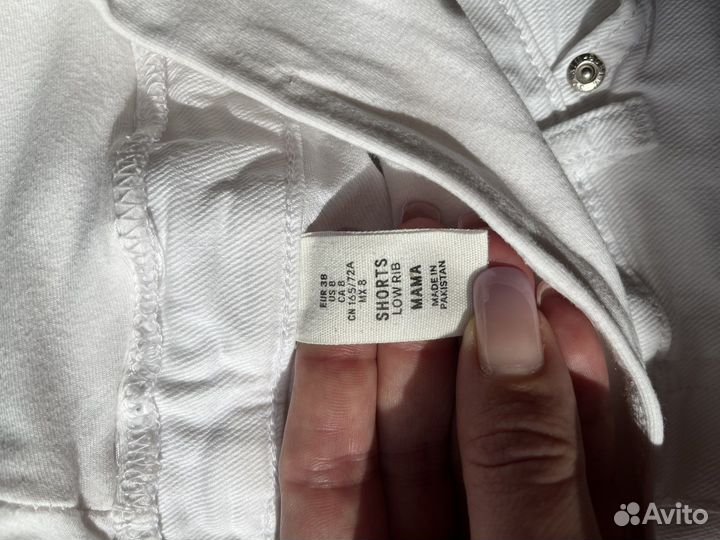 EUR 38
US 8
CA 8
CN 165/72A
MX 8
SHORTS
LOW RIB
MAMA
MADE IN
PAKISTAN
Avito